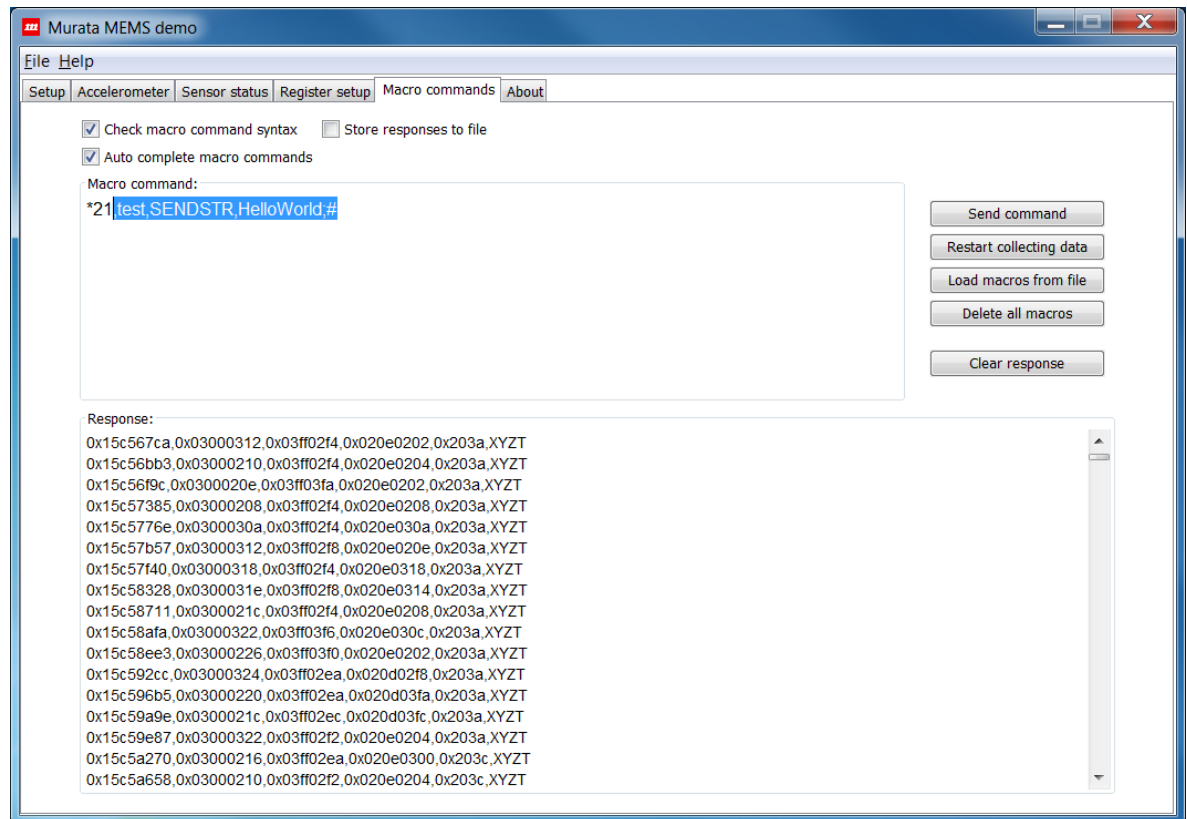 m Murata MEMS demo
File Help
Setup Accelerometer Sensor status Register setup Macro commands About
Check macro command syntax Store responses to file
Auto complete macro commands
Macro command:
*21,test,SENDSTR,HelloWorld;#
Send command
Restart collecting data
Load macros from file
Delete all macros
Clear response
Response:
0x15c567ca,0x03000312,0x03ff02f4,0x020e0202,0x203a,XYZT
0x15c56bb3,0x03000210,0x03ff02f4,0x020e0204,0x203a,XYZT
0x15c56f9c,0x0300020e,0x03ff03fa,0x020e0202,0x203a,XYZT
0x15c57385,0x03000208,0x03ff02f4,0x020e0208,0x203a,XYZT
0x15c5776e,0x0300030a,0x03ff02f4,0x020e030a,0x203a,XYZT
0x15c57b57,0x03000312,0x03ff02f8,0x020e020e,0x203a,XYZT
0x15c57f40,0x03000318,0x03ff02f4,0x020e0318,0x203a,XYZT
0x15c58328,0x0300031e,0x03ff02f8,0x020e0314,0x203a,XYZT
0x15c58711,0x0300021c,0x03ff02f4,0x020e0208,0x203a,XYZT
0x15c58afa,0x03000322,0x03ff03f6,0x020e030c,0x203a,XYZT
0x15c58ee3,0x03000226,0x03ff03f0,0x020e0202,0x203a,XYZT
0x15c592cc,0x03000324,0x03ff02ea,0x020d02f8,0x203a,XYZT
0x15c596b5,0x03000220,0x03ff02ea,0x020d03fa,0x203a,XYZT
0x15c59a9e,0x0300021c,0x03ff02ec,0x020d03fc,0x203a,XYZT
0x15c59e87,0x03000322,0x03ff02f2,0x020e0204,0x203a,XYZT
0x15c5a270,0x03000216,0x03ff02ea,0x020e0300,0x203c,XYZT
0x15c5a658,0x03000210,0x03ff02f2,0x020e0204,0x203c,XYZT